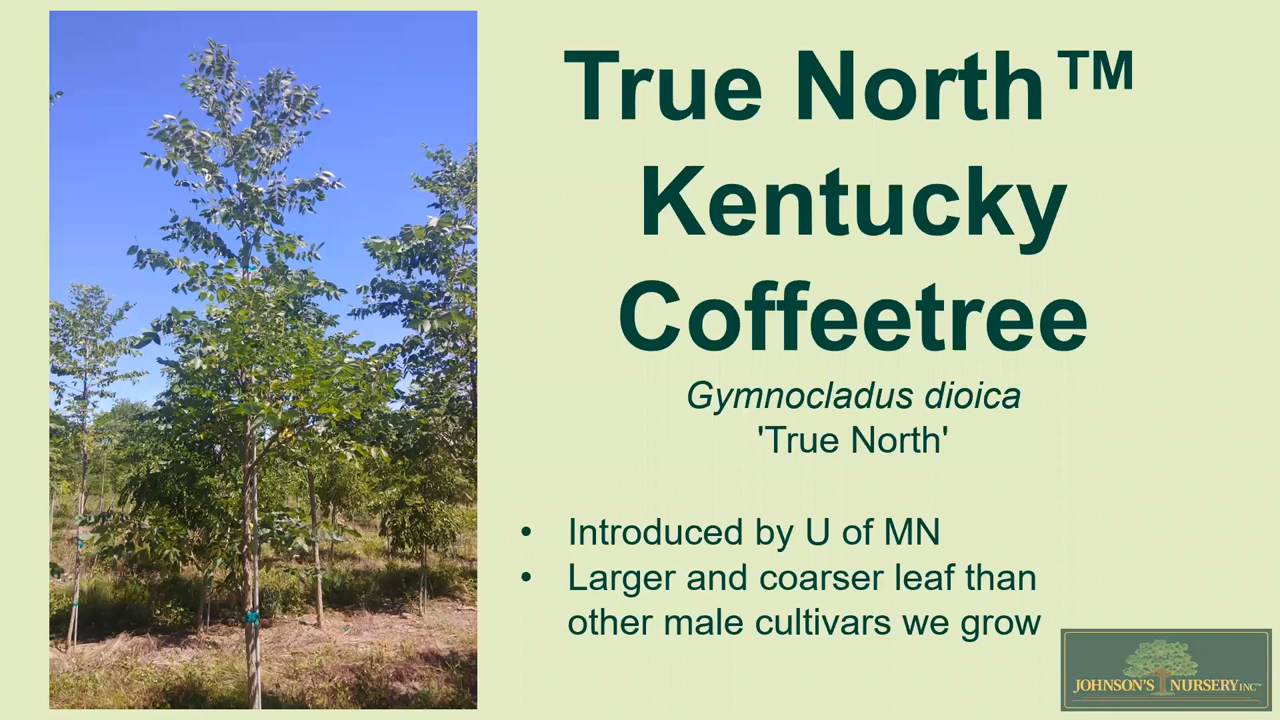 True North™
Kentucky
Coffeetree
Gymnocladus dioica
'True North'
• Introduced by U of MN
• Larger and coarser leaf than
other male cultivars we grow
JOHNSON'S NURSERY INC™